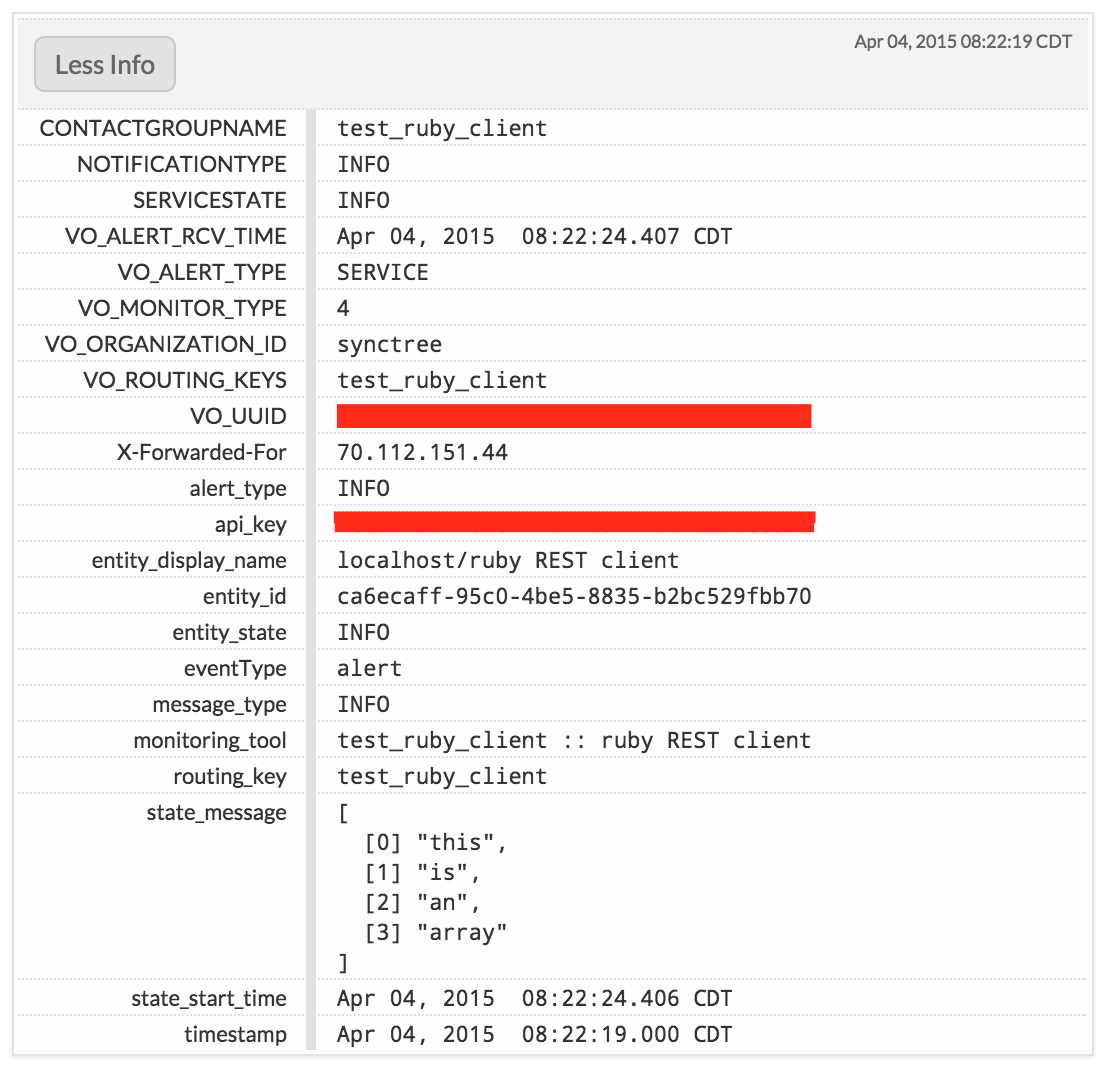 Less Info
Apr 04, 2015 08:22:19 CDT
CONTACTGROUPNAME test_ruby_client
NOTIFICATIONTYPE INFO
SERVICESTATE INFO
VO_ALERT_RCV_TIME Apr 04, 2015  08:22:24.407 CDT
VO_ALERT_TYPE SERVICE
VO_MONITOR_TYPE 4
VO_ORGANIZATION_ID synctree
VO_ROUTING_KEYS test_ruby_client
VO_UUID
X-Forwarded-For 70.112.151.44
alert_type INFO
api_key
entity_display_name localhost/ruby REST client
entity_id ca6ecaff-95c0-4be5-8835-b2bc529fbb70
entity_state INFO
eventType alert
message_type INFO
monitoring_tool test_ruby_client :: ruby REST client
routing_key test_ruby_client
state_message [
[0] "this",
[1] "is",
[2] "an",
[3] "array"
]
state_start_time Apr 04, 2015  08:22:24.406 CDT
timestamp Apr 04, 2015  08:22:19.000 CDT